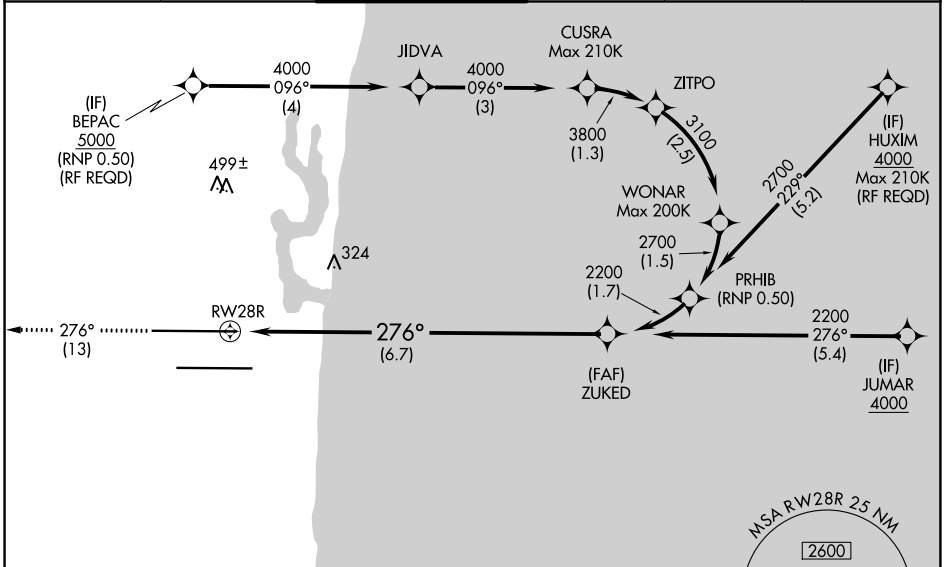 CUSRA
Max 210K
JIDVA
4000
096°
(4)
4000
096°
(3)
ZITPO
(IF)
BEPAC
5000
(RNP 0.50)
(RF REQD)
3800
(1.3)
3100
(2.5)
(IF)
HUXIM
4000
Max 210K
(RF REQD)
499±
2700
229°
(5.2)
WONAR
Max 200K
324
2700
(1.5)
2200
(1.7)
PRHIB
(RNP 0.50)
RW28R
276°
(13)
276°
(6.7)
2200
276°
(5.4)
(FAF)
ZUKED
(IF)
JUMAR
4000
MSA RW28R 25 NM
2600